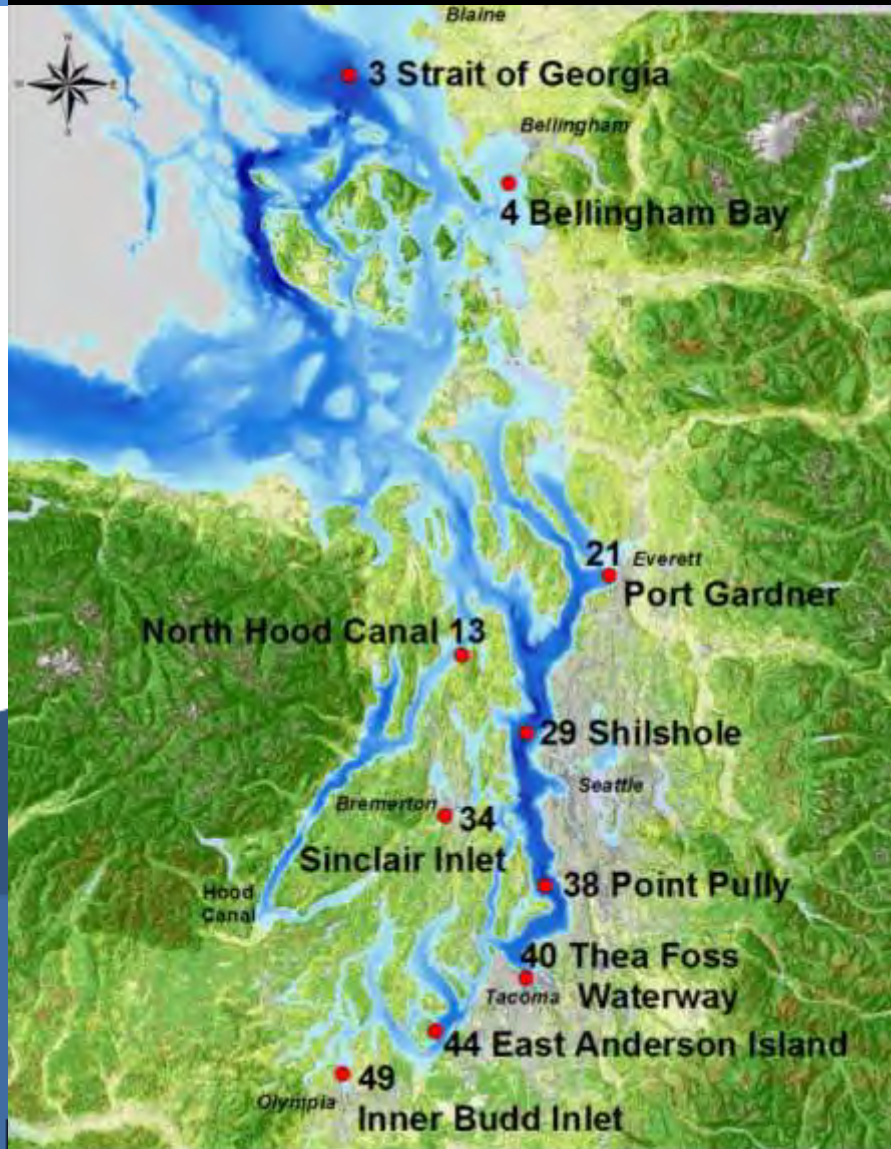 Blaine
3 Strait of Georgia
Bellingham
4 Bellingham Bay
21
Everett
Port Gardner
North Hood Canal 13
29 Shilshole
Seattle
Bremerton
34
Sinclair Inlet
38 Point Pully
Hood
Canal
40 Thea Foss
Tacoma
Waterway
44 East Anderson Island
49
Olympia
Inner Budd Inlet